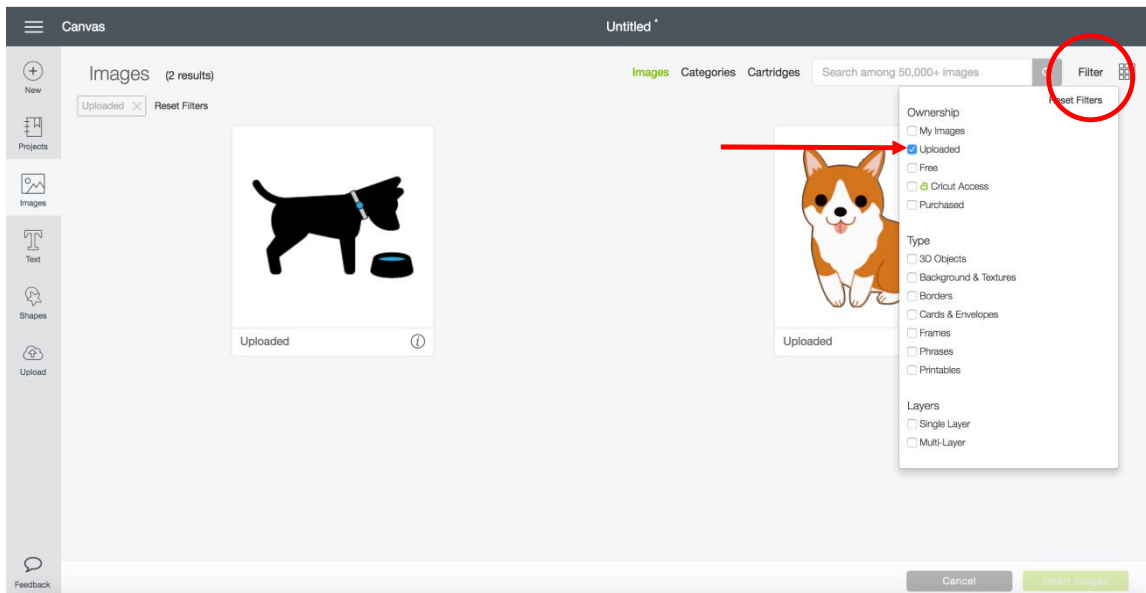 Canvas
Untitled *
New
Projects
Images
Text
Shapes
Upload
Feedback
Images (2 results)
Images Categories Cartridges Search among 50,000+ images Filter
Uploaded Reset Filters
Uploaded
Uploaded
Reset Filters
Ownership
My Images
Uploaded
Free
Cricut Access
Purchased
Type
3D Objects
Background & Textures
Borders
Cards & Envelopes
Frames
Phrases
Printables
Layers
Single Layer
Multi-Layer
Cancel Insert Images